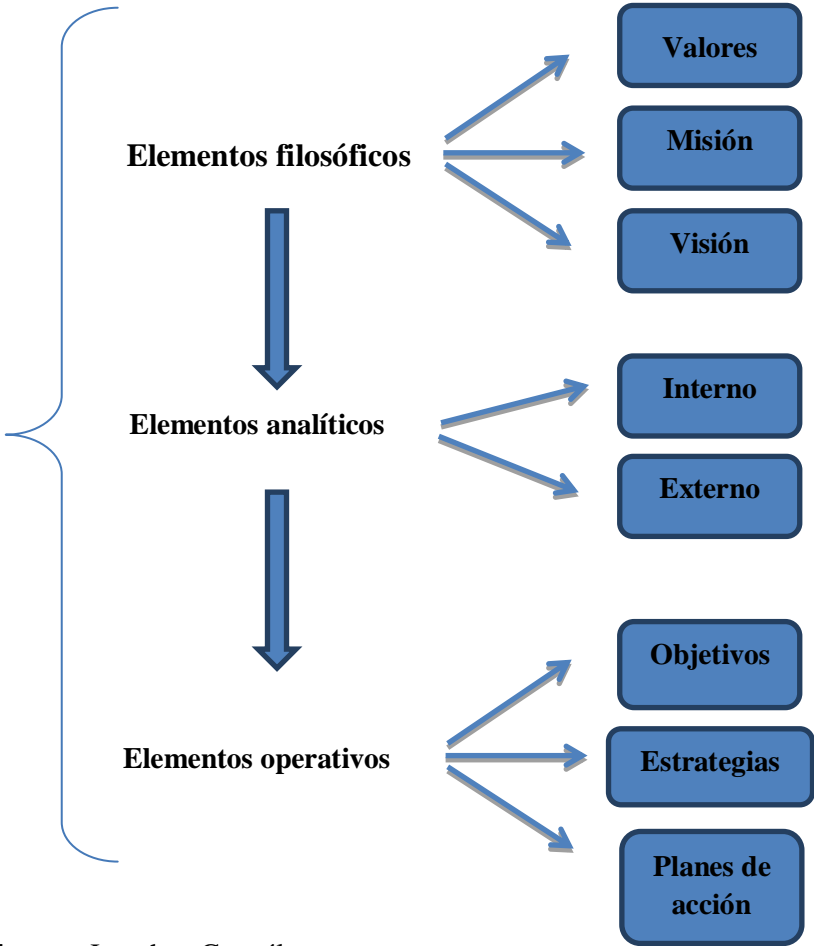 Valores
Elementos filosóficos
Misión
Visión
Elementos analíticos
Interno
Externo
Objetivos
Elementos operativos
Estrategias
Planes de
acción